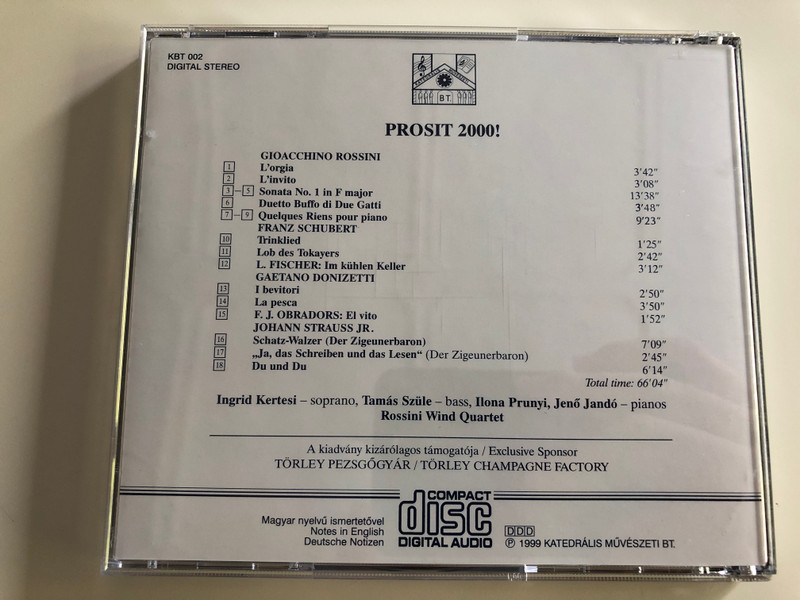 KBT 002
DIGITAL STEREO
B T.
PROSIT 2000!
GIOACCHINO ROSSINI
1 L'orgia 3'42"
2 L'invito 3'08"
3 – 5 Sonata No. 1 in F major 13'38"
6 Duetto Buffo di Due Gatti 3'48"
7 – 9 Quelques Riens pour piano 9'23"
FRANZ SCHUBERT
10 Trinklied 1'25"
11 Lob des Tokayers 2'42"
12 L. FISCHER: Im kühlen Keller 3'12"
GAETANO DONIZETTI
13 I bevitori 2'50"
14 La pesca 3'50"
15 F. J. OBRADORS: El vito 1'52"
JOHANN STRAUSS JR.
16 Schatz-Walzer (Der Zigeunerbaron) 7'09"
17 „Ja, das Schreiben und das Lesen“ (Der Zigeunerbaron) 2'45"
18 Du und Du 6'14"
Total time: 66'04"
Ingrid Kertesi – soprano, Tamás Szüle – bass, Ilona Prunyi, Jenő Jandó – pianos
Rossini Wind Quartet
A kiadvány kizárólagos támogatója / Exclusive Sponsor
TÖRLEY PEZSGŐGYÁR / TÖRLEY CHAMPAGNE FACTORY
Magyar nyelvű ismertetővel
Notes in English
Deutsche Notizen
COMPACT
disc
DIGITAL AUDIO
DDD
℗ 1999 KATEDRÁLIS MŰVÉSZETI BT.